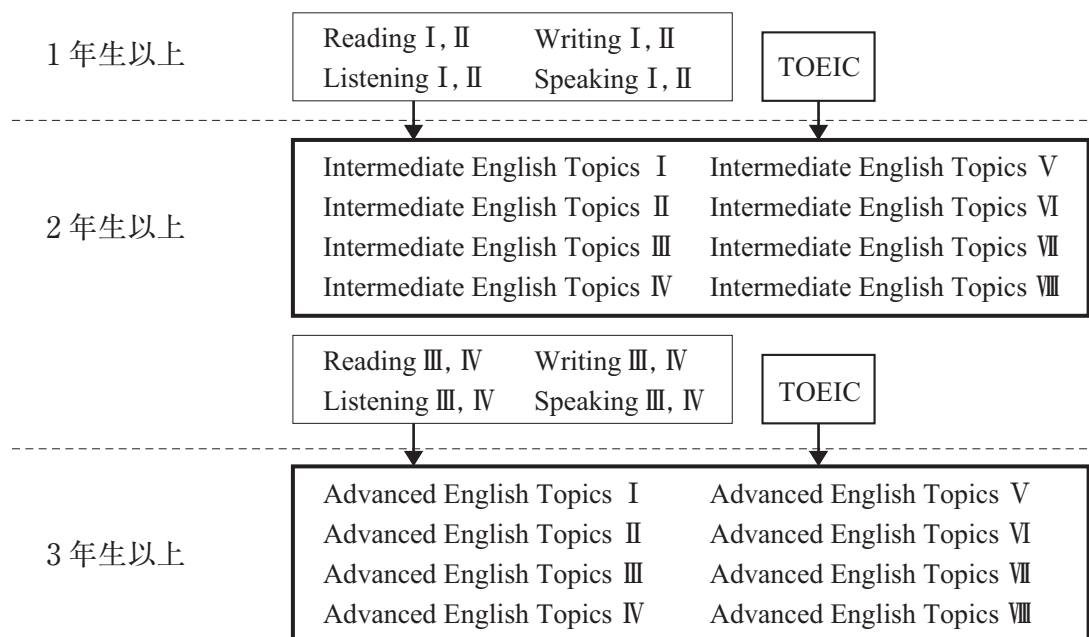 1年生以上
Reading Ⅰ, Ⅱ Writing Ⅰ, Ⅱ
Listening Ⅰ, Ⅱ Speaking Ⅰ, Ⅱ
TOEIC
2年生以上
Intermediate English Topics Ⅰ Intermediate English Topics Ⅴ
Intermediate English Topics Ⅱ Intermediate English Topics Ⅵ
Intermediate English Topics Ⅲ Intermediate English Topics Ⅶ
Intermediate English Topics Ⅳ Intermediate English Topics Ⅷ
Reading Ⅲ, Ⅳ Writing Ⅲ, Ⅳ
Listening Ⅲ, Ⅳ Speaking Ⅲ, Ⅳ
TOEIC
3年生以上
Advanced English Topics Ⅰ Advanced English Topics Ⅴ
Advanced English Topics Ⅱ Advanced English Topics Ⅵ
Advanced English Topics Ⅲ Advanced English Topics Ⅶ
Advanced English Topics Ⅳ Advanced English Topics Ⅷ